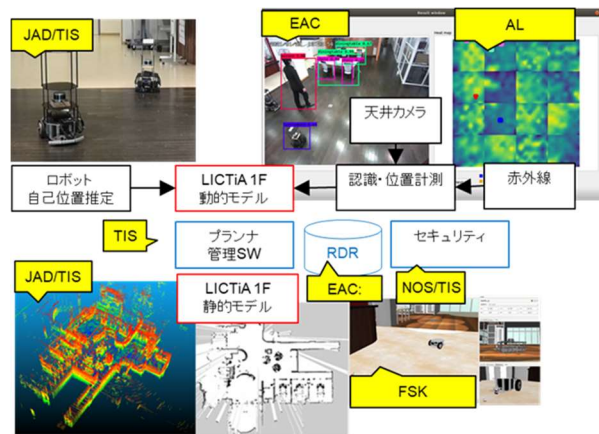 JAD/TIS
EAC
Result window
AL
天井カメラ
ロボット
自己位置推定
LICTiA 1F
動的モデル
認識・位置計測
赤外線
TIS
プランナ
管理SW
RDR
セキュリティ
JAD/TIS
LICTiA 1F
静的モデル
EAC:
NOS/TIS
FSK